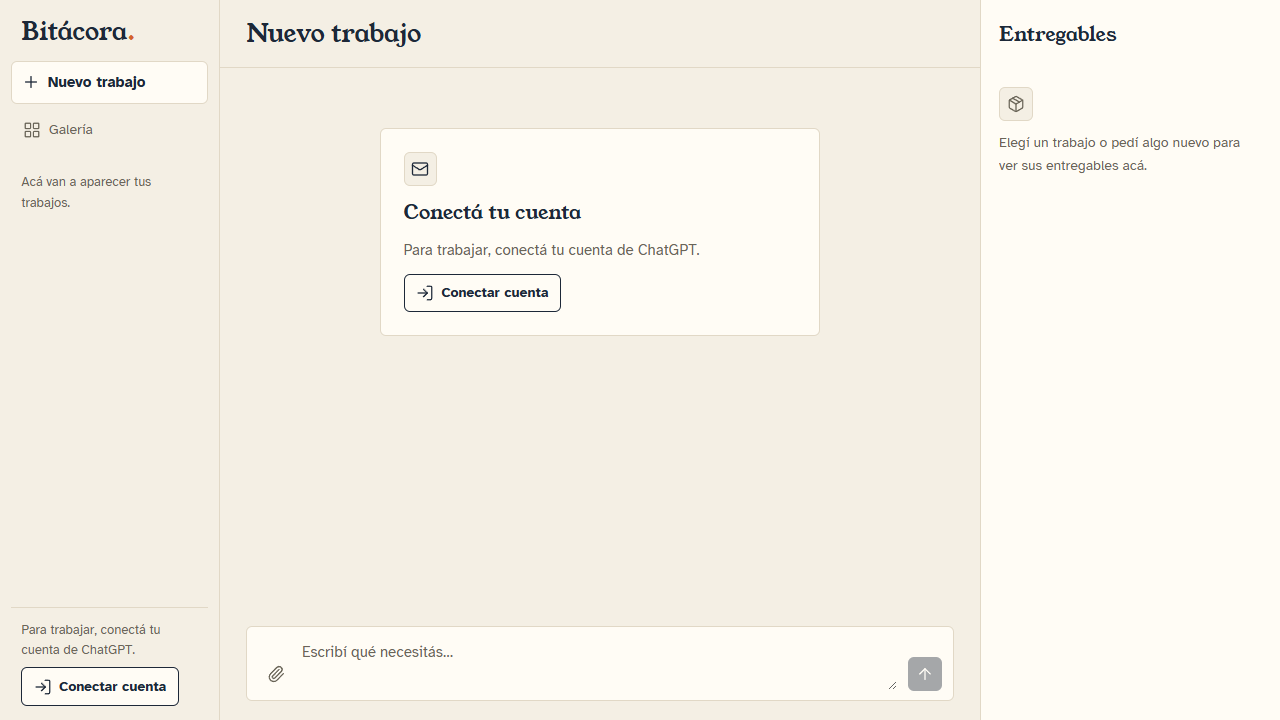 Bitácora.
Nuevo trabajo
Galería
Acá van a aparecer tus
trabajos.
Para trabajar, conectá tu
cuenta de ChatGPT.
Conectar cuenta
Nuevo trabajo
Conectá tu cuenta
Para trabajar, conectá tu cuenta de ChatGPT.
Conectar cuenta
Escribí qué necesitás...
Entregables
Elegí un trabajo o pedí algo nuevo para
ver sus entregables acá.